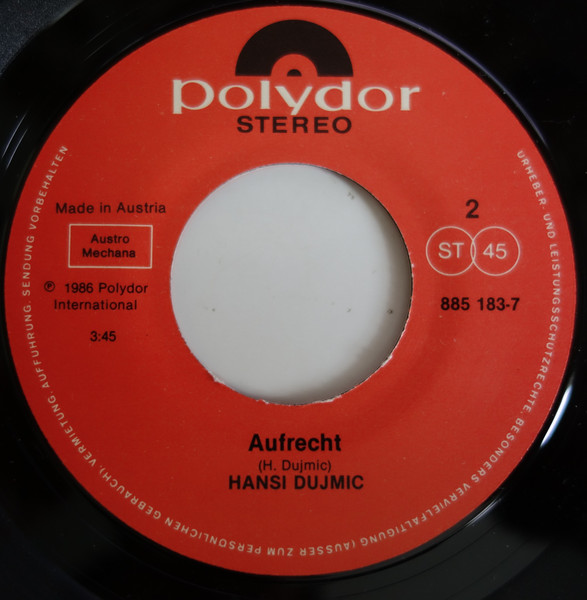 polydor
STEREO
Made in Austria
Austro
Mechana
℗ 1986 Polydor
International
3:45
2
ST 45
885 183-7
Aufrecht
(H. Dujmic)
HANSI DUJMIC
URHEBER- UND LEISTUNGSSCHUTZRECHTE, BESONDERS VERVIELFÄLTIGUNG (AUSSER ZUM PERSÖNLICHEN GEBRAUCH), VERMIETUNG, AUFFÜHRUNG, SENDUNG VORBEHALTEN